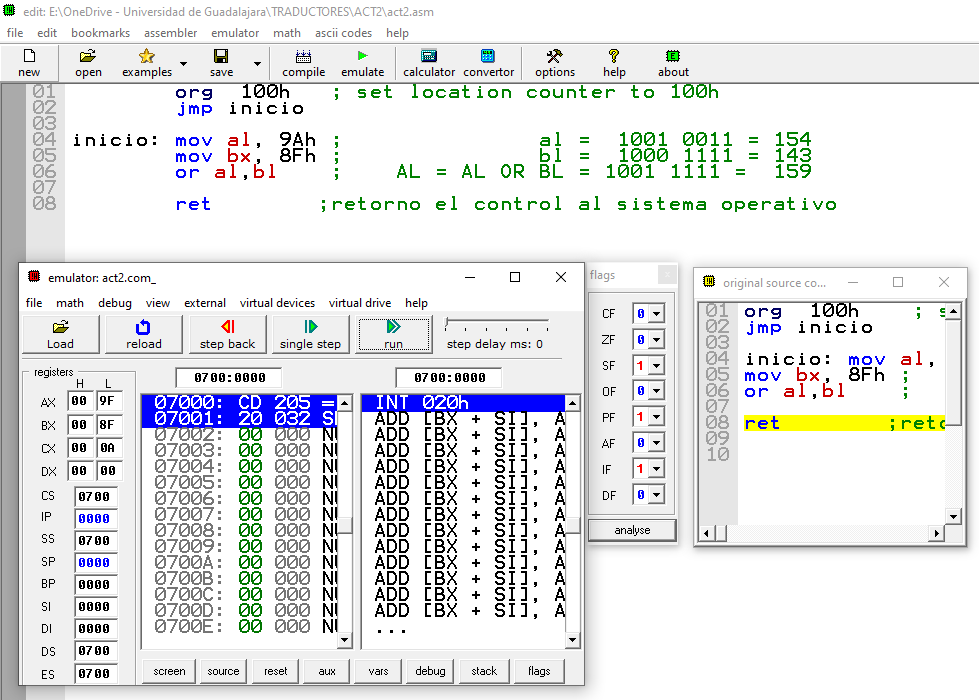 edit: E:\OneDrive - Universidad de Guadalajara\TRADUCTORES\ACT2\act2.asm
file edit bookmarks assembler emulator math ascii codes help
new open examples save compile emulate calculator convertor options help about
01 org 100h ; set location counter to 100h
02 jmp inicio
03
04 inicio: mov al, 9Ah ; al = 1001 0011 = 154
05 mov bx, 8Fh ; bl = 1000 1111 = 143
06 or al,bl ; AL = AL OR BL = 1001 1111 = 159
07
08 ret ;retorno el control al sistema operativo
emulator: act2.com_
file math debug view external virtual devices virtual drive help
Load reload step back single step run step delay ms: 0
registers
H L
AX 00 9F
BX 00 8F
CX 00 0A
DX 00 00
CS 0700
IP 0000
SS 0700
SP 0000
BP 0000
SI 0000
DI 0000
DS 0700
ES 0700
0700:0000
07000: CD 205 =
07001: 20 032
07002: 00 000
07003: 00 000
07004: 00 000
07005: 00 000
07006: 00 000
07007: 00 000
07008: 00 000
07009: 00 000
0700A: 00 000
0700B: 00 000
0700C: 00 000
0700D: 00 000
0700E: 00 000
0700:0000
INT 020h
ADD [BX + SI], A
ADD [BX + SI], A
ADD [BX + SI], A
ADD [BX + SI], A
ADD [BX + SI], A
ADD [BX + SI], A
ADD [BX + SI], A
ADD [BX + SI], A
ADD [BX + SI], A
ADD [BX + SI], A
ADD [BX + SI], A
ADD [BX + SI], A
ADD [BX + SI], A
...
screen source reset aux vars debug stack flags
flags
CF 0
ZF 0
SF 1
OF 0
PF 1
AF 0
IF 1
DF 0
analyse
original source co...
01 org 100h ; s
02 jmp inicio
03
04 inicio: mov al,
05 mov bx, 8Fh ;
06 or al,bl ;
07
08 ret ;reto
09
10